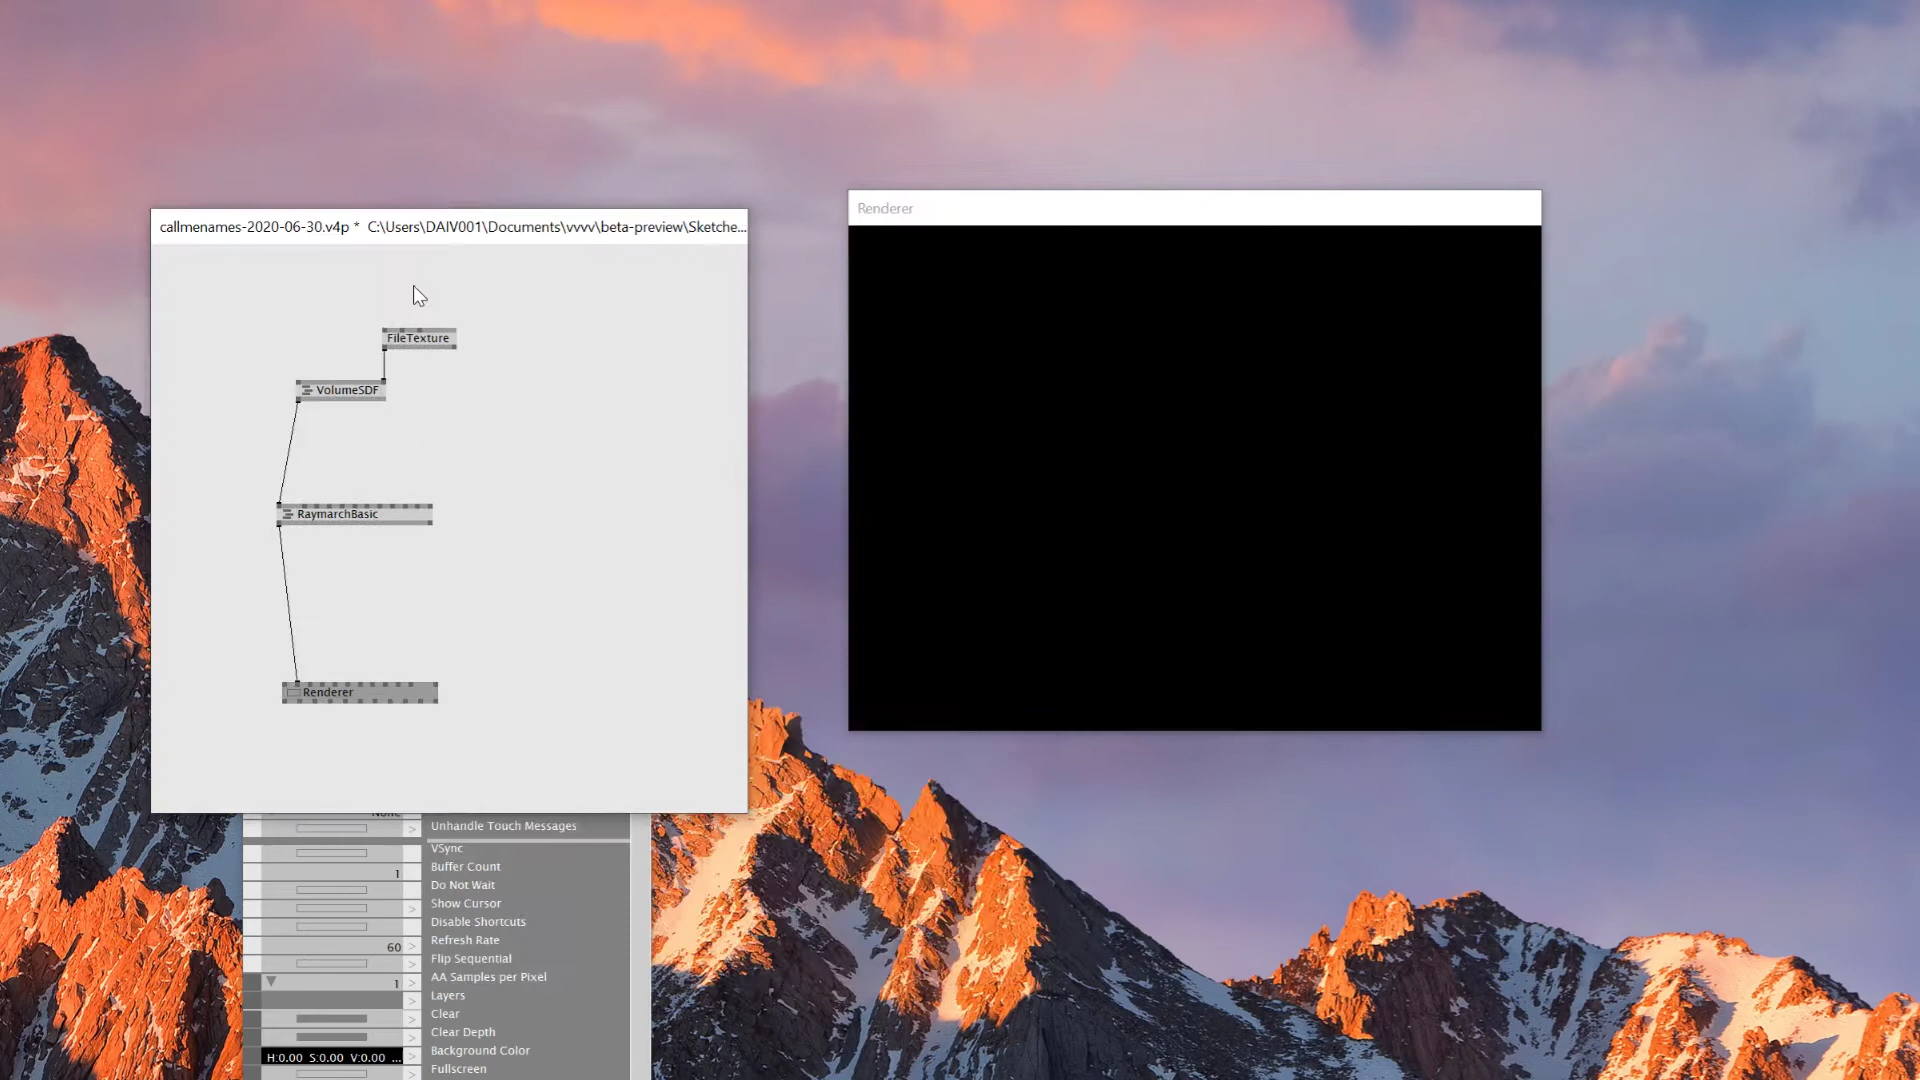 callmenames-2020-06-30.v4p *  C:\Users\DAIV001\Documents\vvvv\beta-preview\Sketche...
Renderer
FileTexture
VolumeSDF
RaymarchBasic
Renderer
None
> Unhandle Touch Messages
VSync
1 Buffer Count
Do Not Wait
> Show Cursor
Disable Shortcuts
60 > Refresh Rate
> Flip Sequential
1 > AA Samples per Pixel
> Layers
> Clear
> Clear Depth
H:0.00 S:0.00 V:0.00 ... > Background Color
> Fullscreen